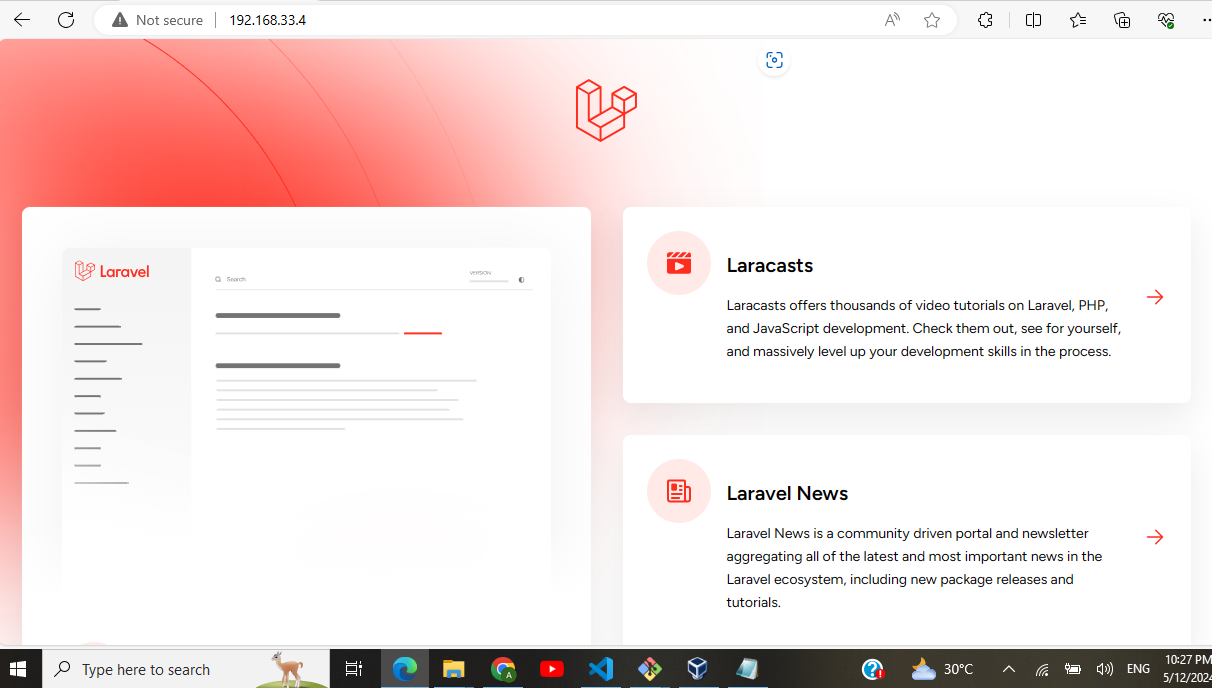 Not secure
192.168.33.4
A
Laravel
Search
VERSION
Laracasts
Laracasts offers thousands of video tutorials on Laravel, PHP,
and JavaScript development. Check them out, see for yourself,
and massively level up your development skills in the process.
Laravel News
Laravel News is a community driven portal and newsletter
aggregating all of the latest and most important news in the
Laravel ecosystem, including new package releases and
tutorials.
Type here to search
A
30°C
ENG
10:27 PM
5/12/2024